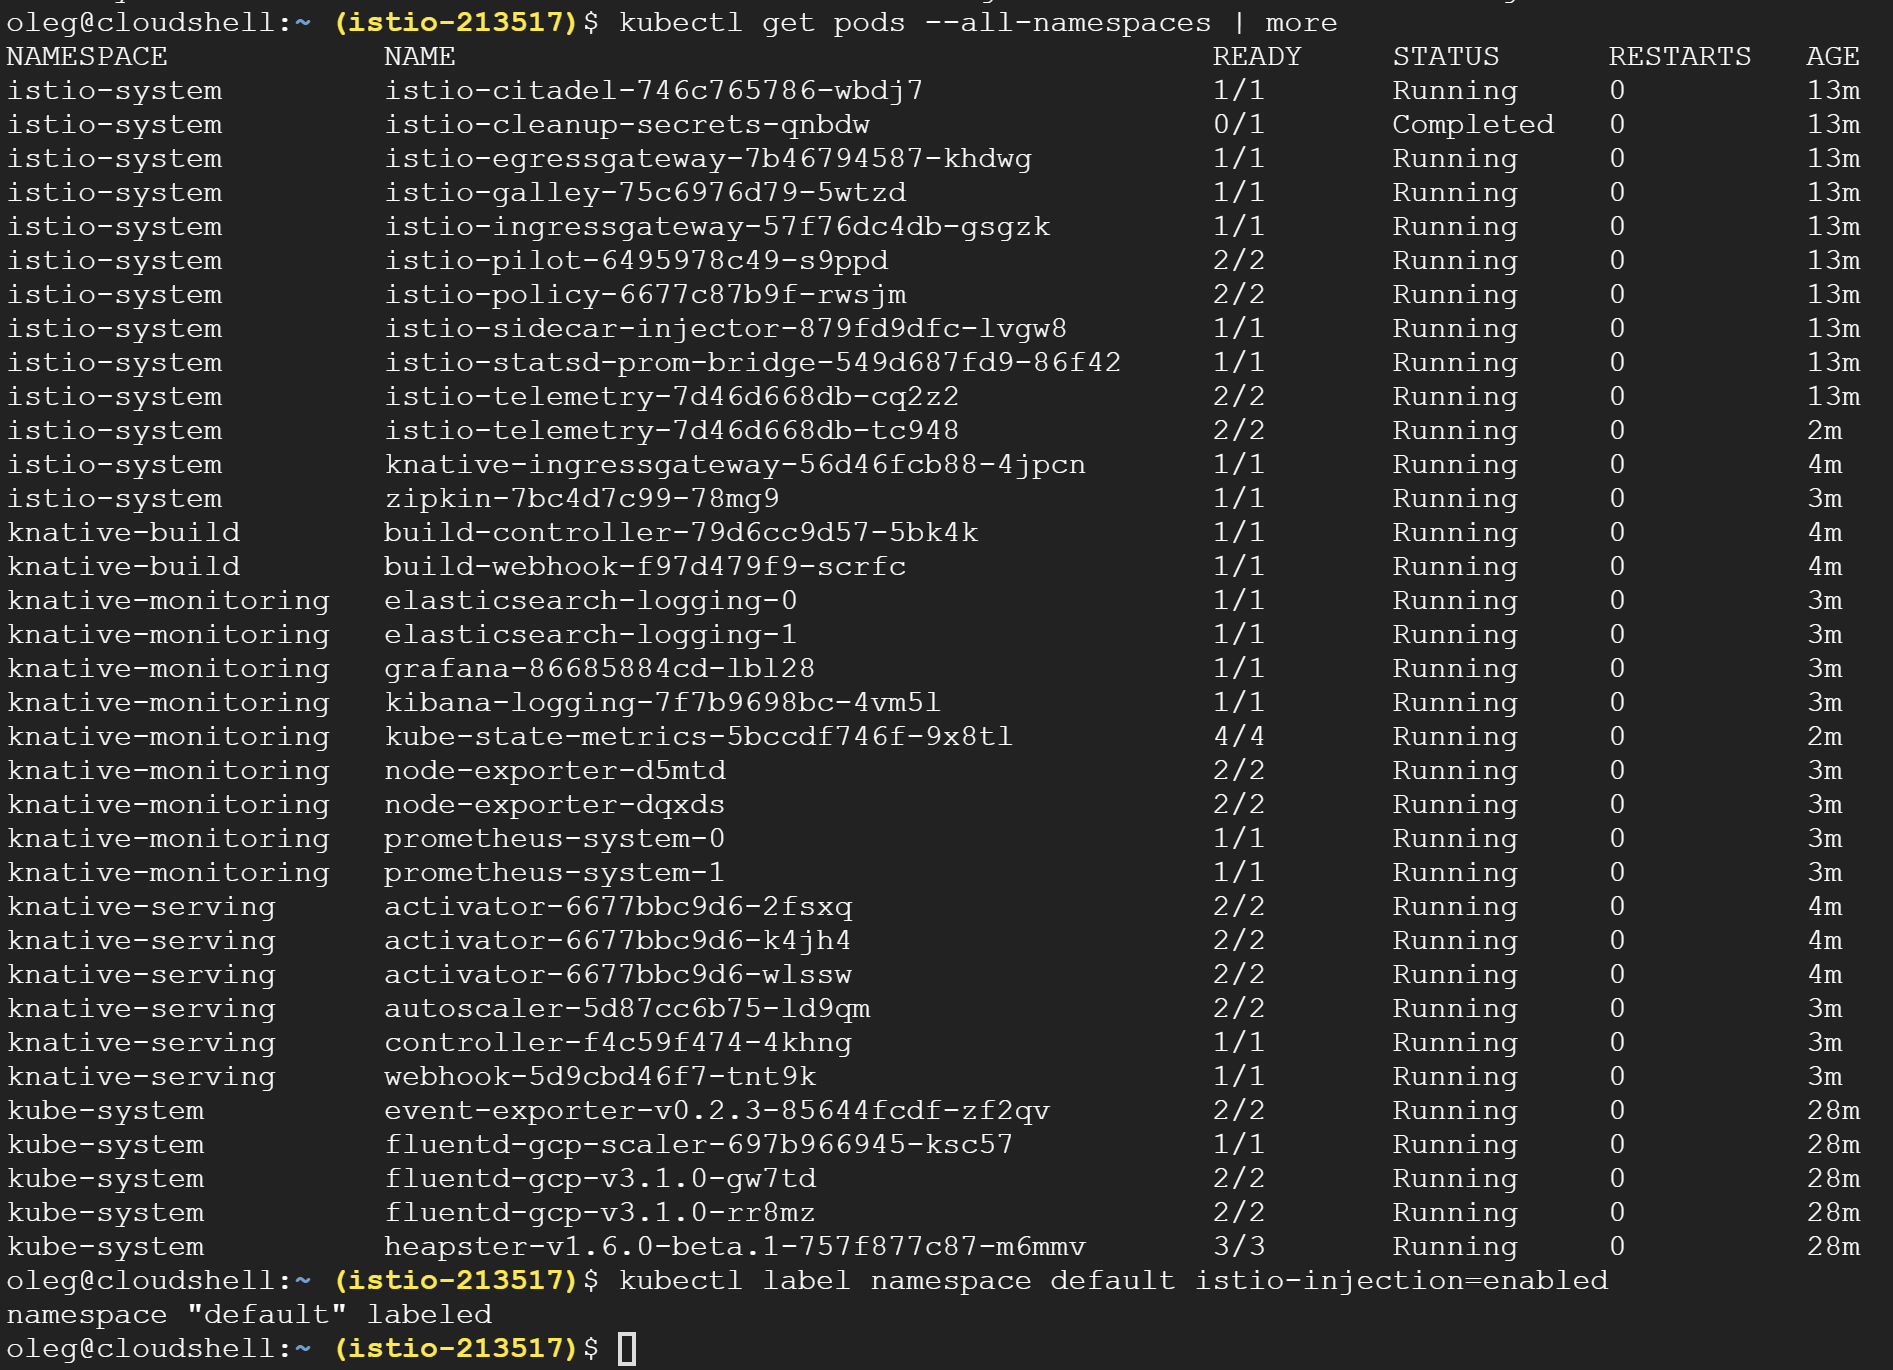 oleg@cloudshell:~ (istio-213517)$ kubectl get pods --all-namespaces | more
NAMESPACE NAME READY STATUS RESTARTS AGE
istio-system istio-citadel-746c765786-wbdj7 1/1 Running 0 13m
istio-system istio-cleanup-secrets-qnbdw 0/1 Completed 0 13m
istio-system istio-egressgateway-7b46794587-khdwg 1/1 Running 0 13m
istio-system istio-galley-75c6976d79-5wtzd 1/1 Running 0 13m
istio-system istio-ingressgateway-57f76dc4db-gsgzk 1/1 Running 0 13m
istio-system istio-pilot-6495978c49-s9ppd 2/2 Running 0 13m
istio-system istio-policy-6677c87b9f-rwsjm 2/2 Running 0 13m
istio-system istio-sidecar-injector-879fd9dfc-lvgw8 1/1 Running 0 13m
istio-system istio-statsd-prom-bridge-549d687fd9-86f42 1/1 Running 0 13m
istio-system istio-telemetry-7d46d668db-cq2z2 2/2 Running 0 13m
istio-system istio-telemetry-7d46d668db-tc948 2/2 Running 0 2m
istio-system knative-ingressgateway-56d46fcb88-4jpcn 1/1 Running 0 4m
istio-system zipkin-7bc4d7c99-78mg9 1/1 Running 0 3m
knative-build build-controller-79d6cc9d57-5bk4k 1/1 Running 0 4m
knative-build build-webhook-f97d479f9-scrfc 1/1 Running 0 4m
knative-monitoring elasticsearch-logging-0 1/1 Running 0 3m
knative-monitoring elasticsearch-logging-1 1/1 Running 0 3m
knative-monitoring grafana-86685884cd-lbl28 1/1 Running 0 3m
knative-monitoring kibana-logging-7f7b9698bc-4vm5l 1/1 Running 0 3m
knative-monitoring kube-state-metrics-5bccdf746f-9x8tl 4/4 Running 0 2m
knative-monitoring node-exporter-d5mtd 2/2 Running 0 3m
knative-monitoring node-exporter-dqxds 2/2 Running 0 3m
knative-monitoring prometheus-system-0 1/1 Running 0 3m
knative-monitoring prometheus-system-1 1/1 Running 0 3m
knative-serving activator-6677bbc9d6-2fsxq 2/2 Running 0 4m
knative-serving activator-6677bbc9d6-k4jh4 2/2 Running 0 4m
knative-serving activator-6677bbc9d6-wlssw 2/2 Running 0 4m
knative-serving autoscaler-5d87cc6b75-ld9qm 2/2 Running 0 3m
knative-serving controller-f4c59f474-4khng 1/1 Running 0 3m
knative-serving webhook-5d9cbd46f7-tnt9k 1/1 Running 0 3m
kube-system event-exporter-v0.2.3-85644fcdf-zf2qv 2/2 Running 0 28m
kube-system fluentd-gcp-scaler-697b966945-ksc57 1/1 Running 0 28m
kube-system fluentd-gcp-v3.1.0-gw7td 2/2 Running 0 28m
kube-system fluentd-gcp-v3.1.0-rr8mz 2/2 Running 0 28m
kube-system heapster-v1.6.0-beta.1-757f877c87-m6mmv 3/3 Running 0 28m
oleg@cloudshell:~ (istio-213517)$ kubectl label namespace default istio-injection=enabled
namespace "default" labeled
oleg@cloudshell:~ (istio-213517)$